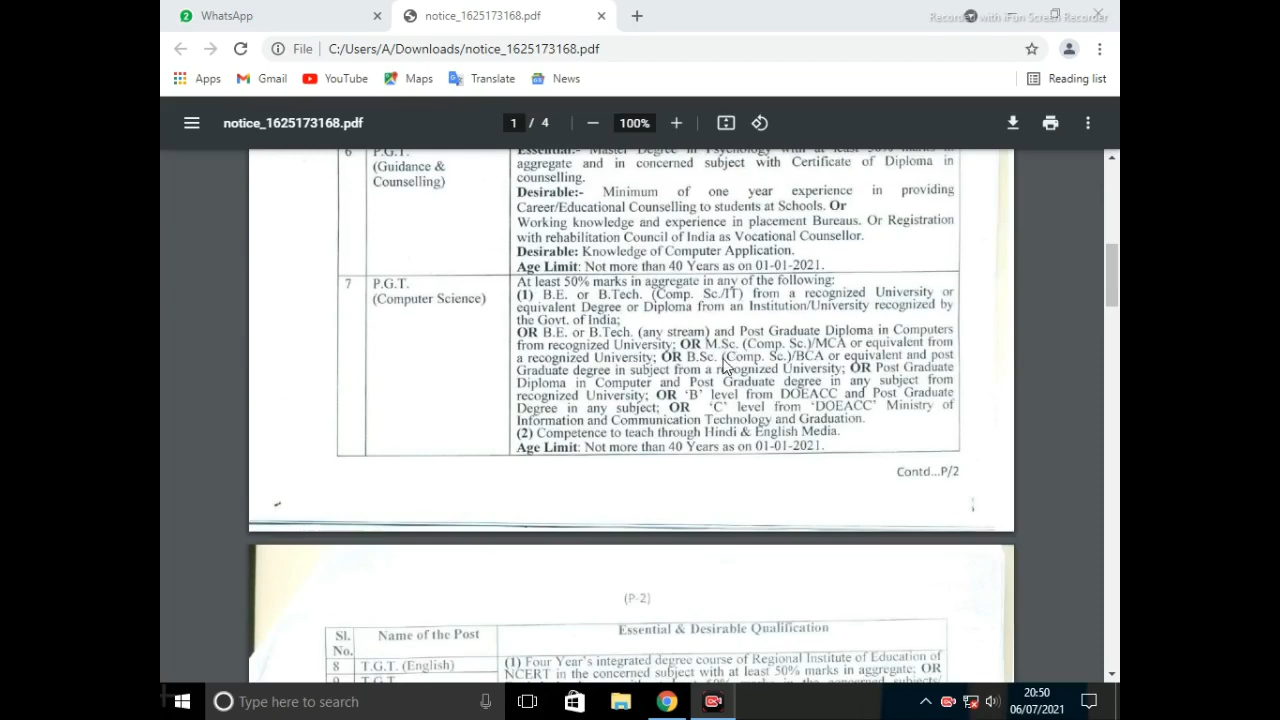 WhatsApp
notice_1625173168.pdf
Recorded with iFun Screen Recorder
File
C:/Users/A/Downloads/notice_1625173168.pdf
Apps Gmail YouTube Maps Translate News Reading list
notice_1625173168.pdf 1 / 4 100%
6 P.G.T. (Guidance & Counselling)
Essential:- Master Degree in Psychology with at least 50% marks in
aggregate and in concerned subject with Certificate of Diploma in
counselling.
Desirable:- Minimum of one year experience in providing
Career/Educational Counselling to students at Schools. Or
Working knowledge and experience in placement Bureaus. Or Registration
with rehabilitation Council of India as Vocational Counsellor.
Desirable: Knowledge of Computer Application.
Age Limit: Not more than 40 Years as on 01-01-2021.
7 P.G.T.
(Computer Science)
At least 50% marks in aggregate in any of the following:
(1) B.E. or B.Tech. (Comp. Sc./IT) from a recognized University or
equivalent Degree or Diploma from an Institution/University recognized by
the Govt. of India;
OR B.E. or B.Tech. (any stream) and Post Graduate Diploma in Computers
from recognized University; OR M.Sc. (Comp. Sc.)/MCA or equivalent from
a recognized University; OR B.Sc. (Comp. Sc.)/BCA or equivalent and post
Graduate degree in subject from a recognized University; OR Post Graduate
Diploma in Computer and Post Graduate degree in any subject from
recognized University; OR 'B' level from DOEACC and Post Graduate
Degree in any subject; OR 'C' level from 'DOEACC' Ministry of
Information and Communication Technology and Graduation.
(2) Competence to teach through Hindi & English Media.
Age Limit: Not more than 40 Years as on 01-01-2021.
Contd...P/2
(P-2)
Sl. No. Name of the Post Essential & Desirable Qualification
8 T.G.T. (English)
(1) Four Year's integrated degree course of Regional Institute of Education of
NCERT in the concerned subject with at least 50% marks in aggregate; OR
9 T.G.T.
Type here to search
20:50
06/07/2021